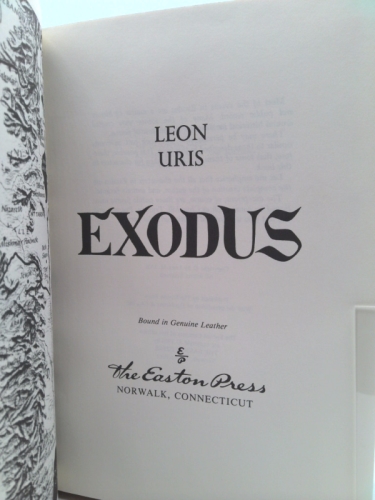 LEON
URIS
EXODUS
Bound in Genuine Leather
The Easton Press
NORWALK, CONNECTICUT